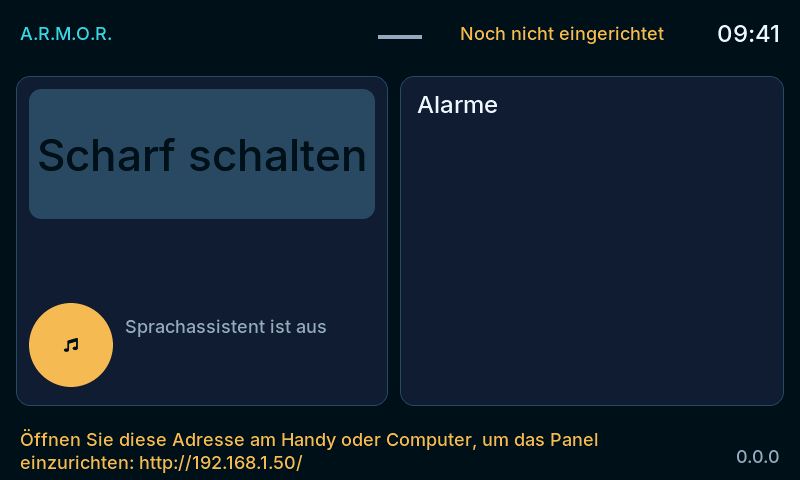 A.R.M.O.R.
Noch nicht eingerichtet
09:41
Scharf schalten
Alarme
Sprachassistent ist aus
Öffnen Sie diese Adresse am Handy oder Computer, um das Panel
einzurichten: http://192.168.1.50/
0.0.0